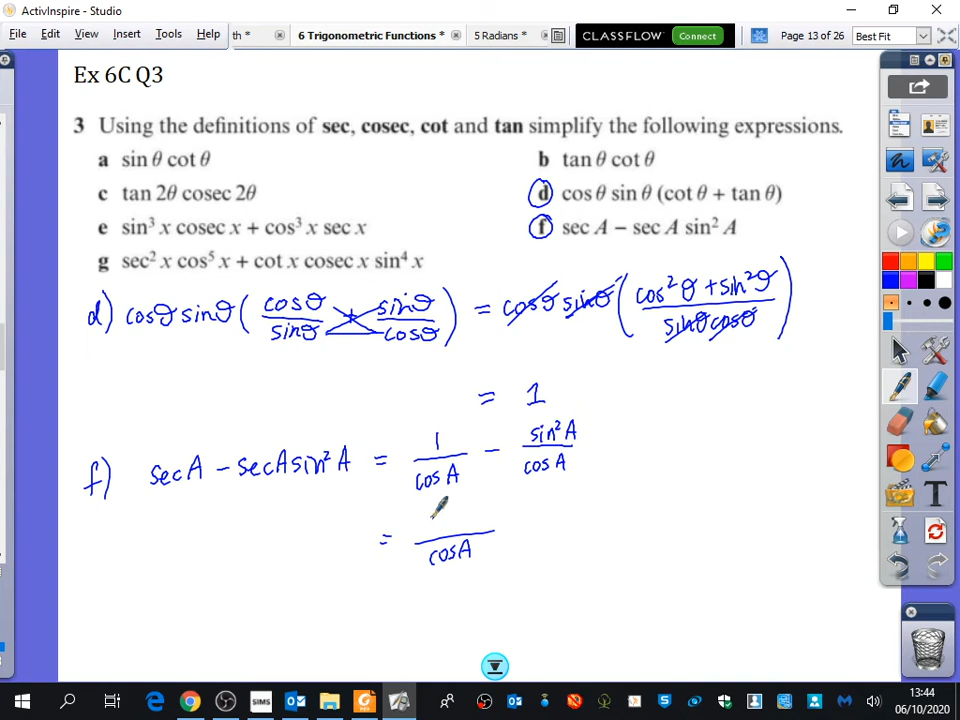 ActivInspire - Studio
File Edit View Insert Tools Help th * 6 Trigonometric Functions * 5 Radians * CLASSFLOW Connect Page 13 of 26 Best Fit
Ex 6C Q3
3 Using the definitions of sec, cosec, cot and tan simplify the following expressions.
a sin θ cot θ b tan θ cot θ
c tan 2θ cosec 2θ d cos θ sin θ (cot θ + tan θ)
e sin³ x cosec x + cos³ x sec x f sec A − sec A sin² A
g sec² x cos⁵ x + cot x cosec x sin⁴ x
d) cosθ sinθ ( cosθ/sinθ + sinθ/cosθ ) = cosθ sinθ ( cos²θ + sin²θ / sinθ cosθ )
= 1
f) secA − secA sin²A = 1/cosA − sin²A/cosA
= /cosA
SIMS 13:44
06/10/2020